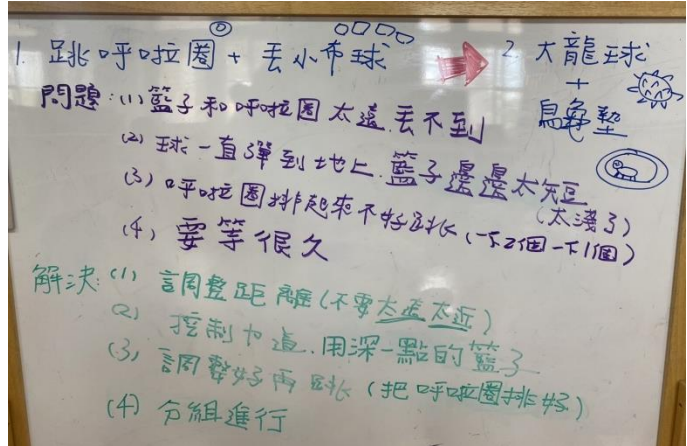 1. 跳呼啦圈 + 丟小布球
2. 大龍球
+
烏龜墊
問題:(1) 籃子和呼啦圈太遠.丟不到
(2) 球一直彈到地上.籃子邊邊太短
(太淺了)
(3) 呼啦圈排起來不好跳(一下2個一下1個)
(4) 要等很久
解決:(1) 調整距離(不要太遠太近)
(2) 控制力道.用深一點的籃子
(3) 調整好再跳(把呼啦圈排好)
(4) 分組進行